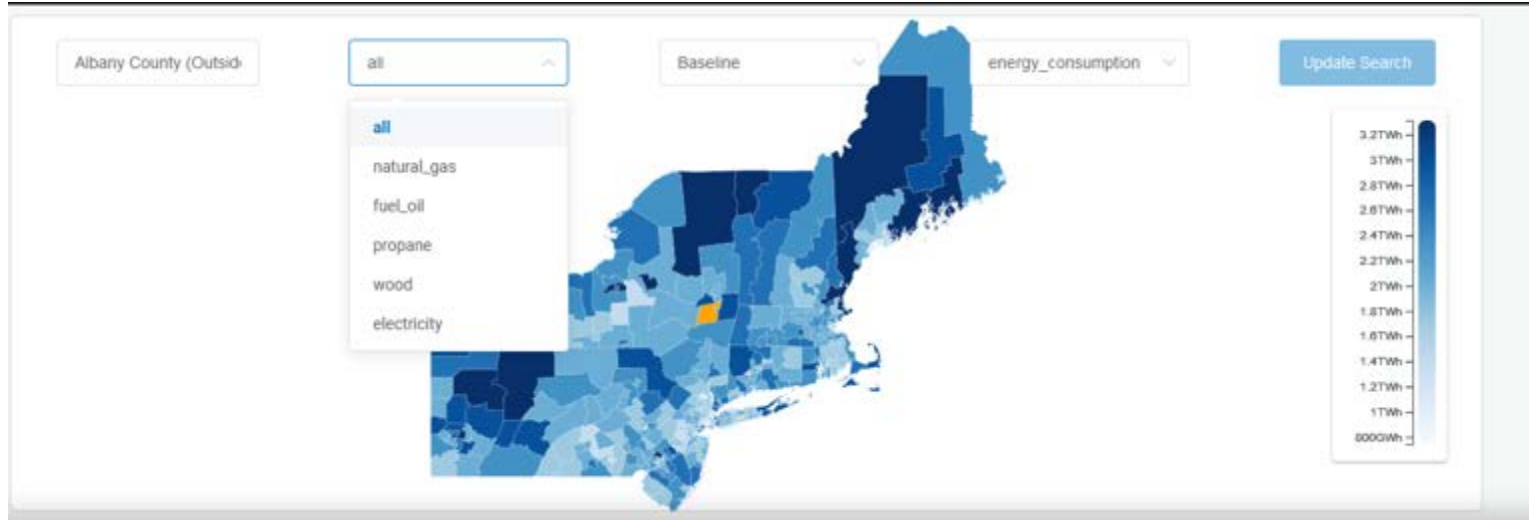 Albany County (Outsid
all
Baseline
energy_consumption
Update Search
all
natural_gas
fuel_oil
propane
wood
electricity
3.2TWh
3TWh
2.8TWh
2.6TWh
2.4TWh
2.2TWh
2TWh
1.8TWh
1.6TWh
1.4TWh
1.2TWh
1TWh
800GWh